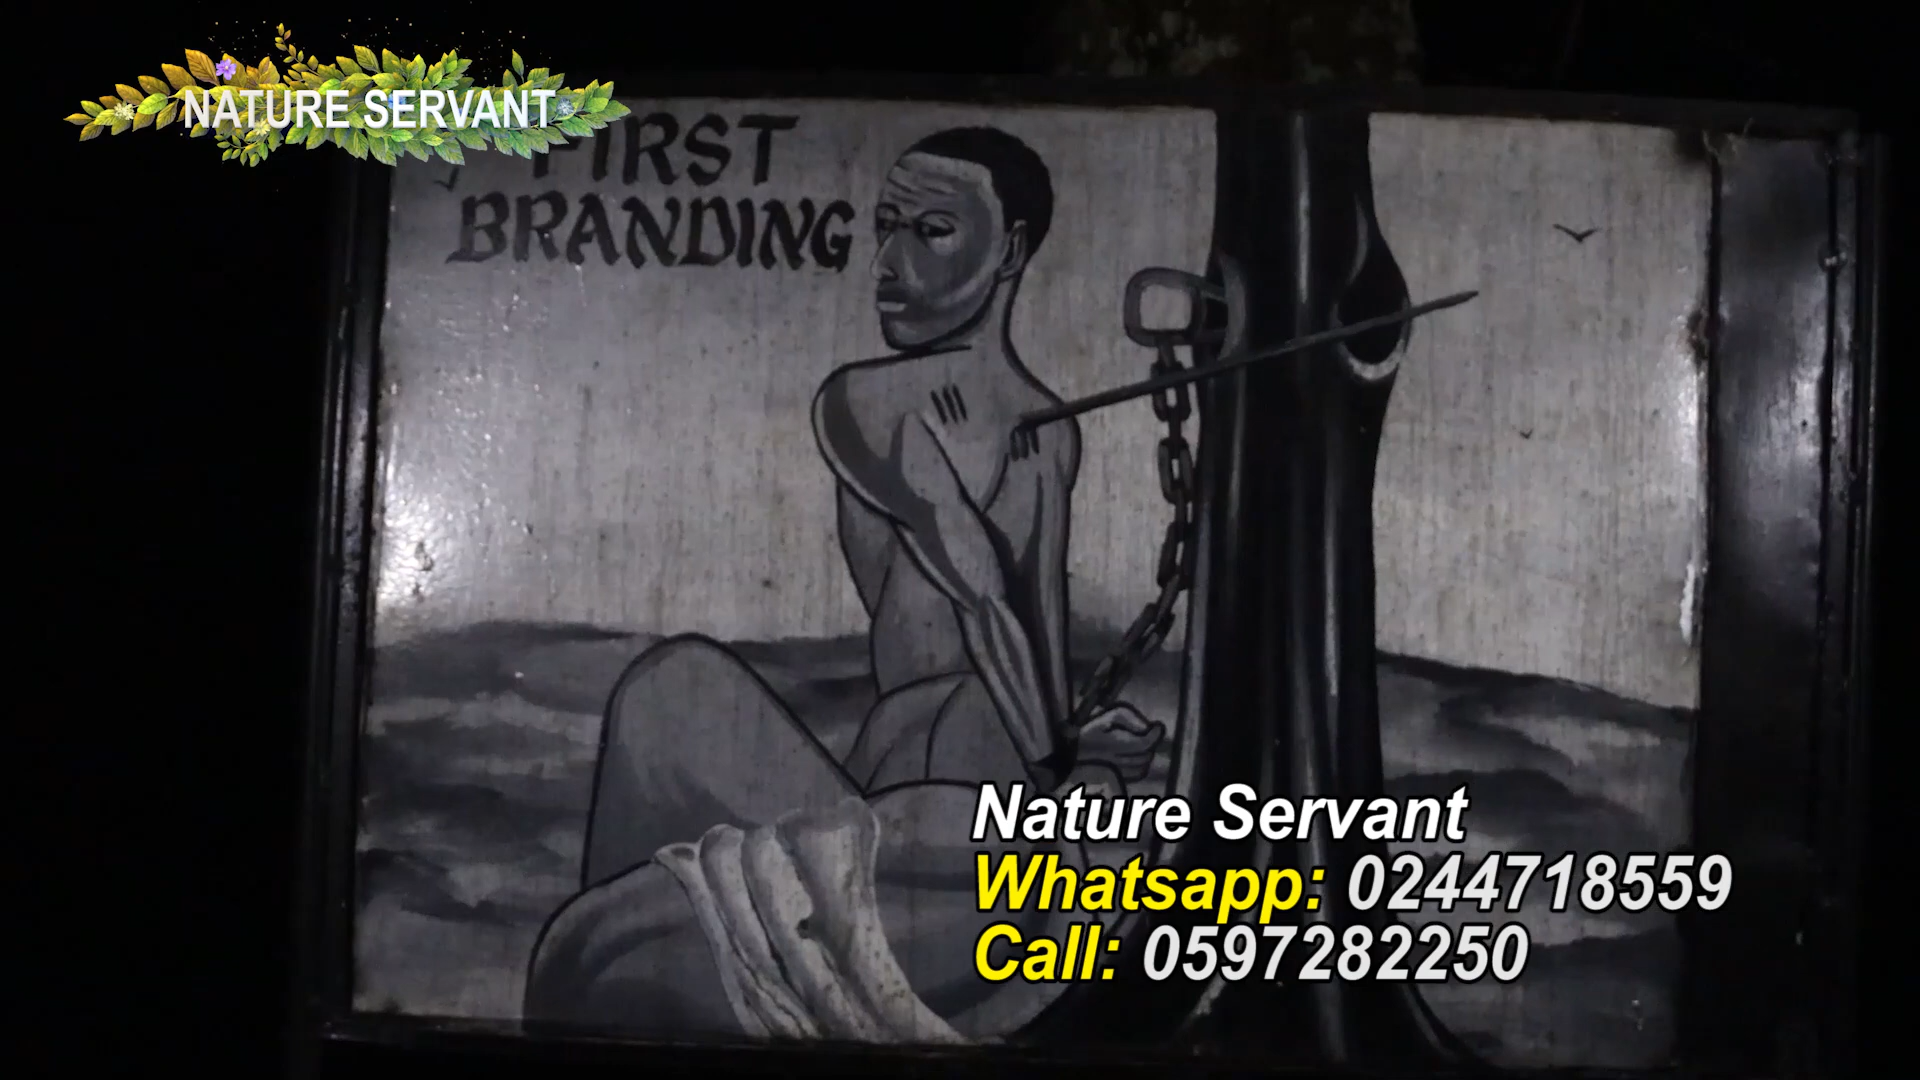 NATURE SERVANT
FIRST
BRANDING
Nature Servant
Whatsapp: 0244718559
Call: 0597282250